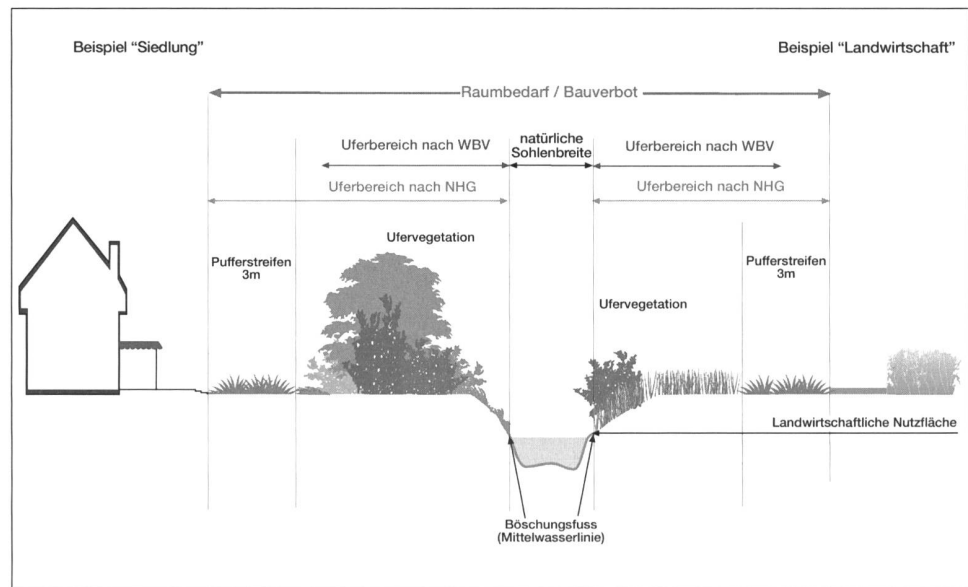 Beispiel “Siedlung”
Beispiel “Landwirtschaft”
Raumbedarf / Bauverbot
Uferbereich nach WBV
natürliche
Sohlenbreite
Uferbereich nach WBV
Uferbereich nach NHG
Uferbereich nach NHG
Ufervegetation
Pufferstreifen
3m
Pufferstreifen
3m
Ufervegetation
Landwirtschaftliche Nutzfläche
Böschungsfuss
(Mittelwasserlinie)